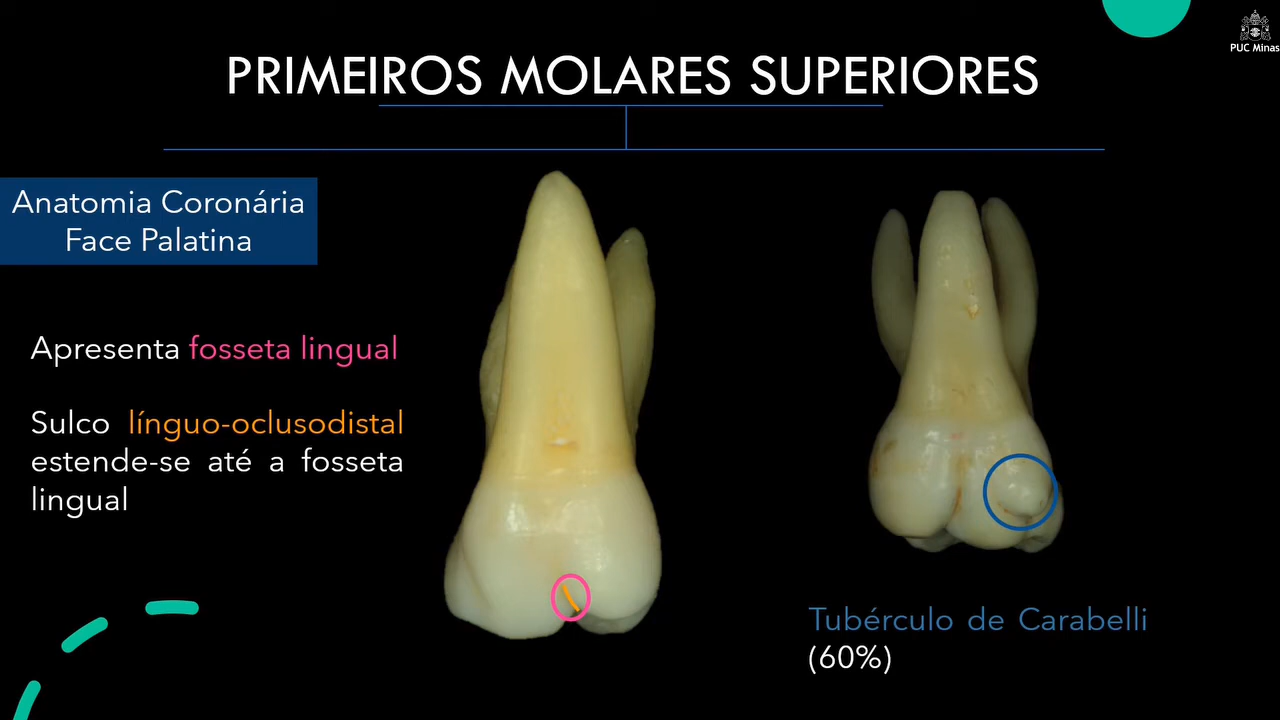 PUC Minas
PRIMEIROS MOLARES SUPERIORES
Anatomia Coronária
Face Palatina
Apresenta fosseta lingual
Sulco línguo-oclusodistal
estende-se até a fosseta
lingual
Tubérculo de Carabelli
(60%)